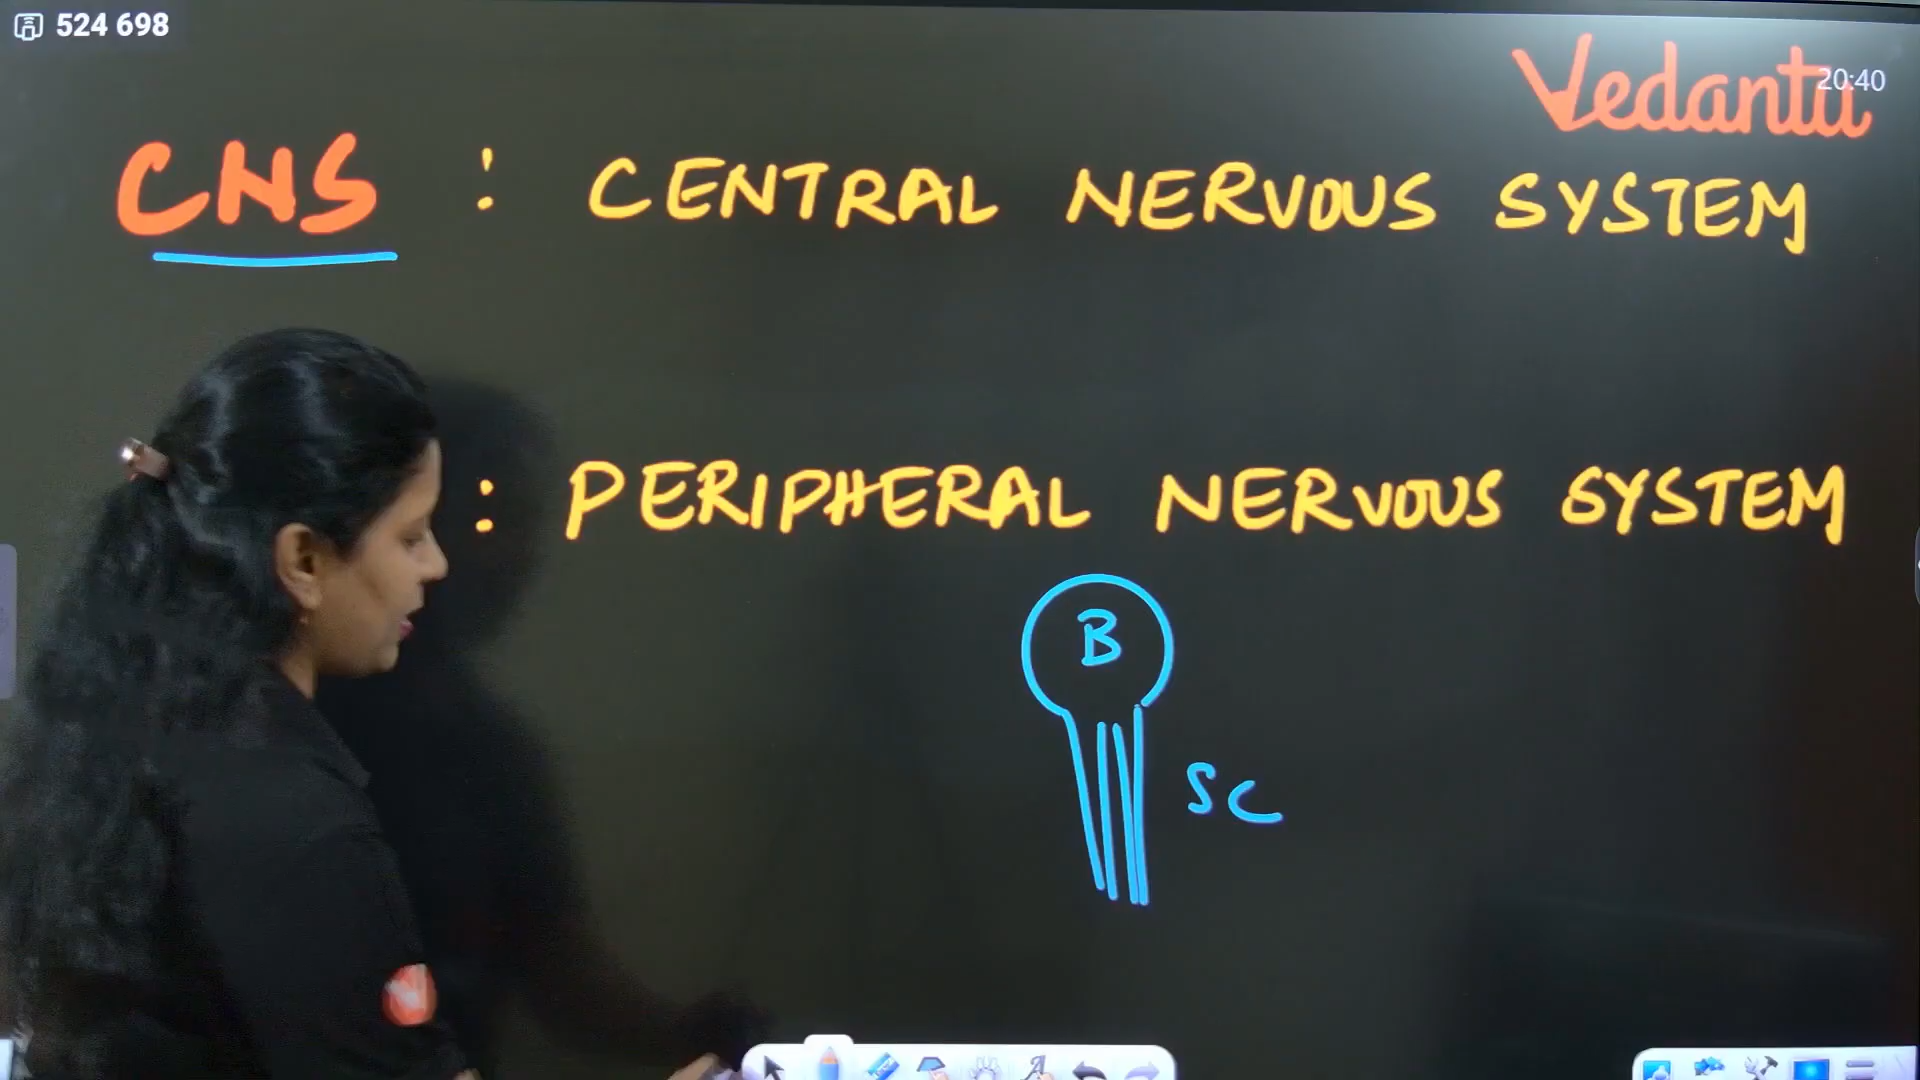 524 698
Vedantu
20:40
CNS : CENTRAL NERVOUS SYSTEM
: PERIPHERAL NERVOUS SYSTEM
B
SC